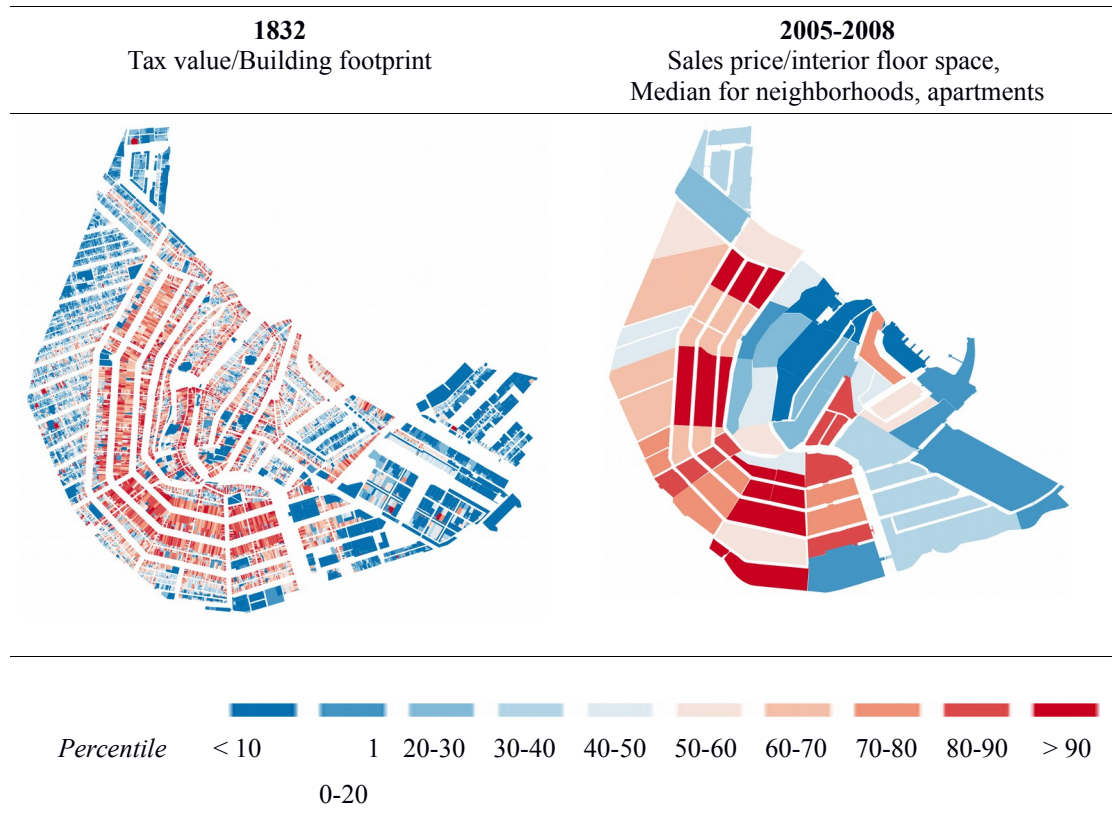 1832
Tax value/Building footprint
2005-2008
Sales price/interior floor space,
Median for neighborhoods, apartments
Percentile < 10 1 20-30 30-40 40-50 50-60 60-70 70-80 80-90 > 90
0-20